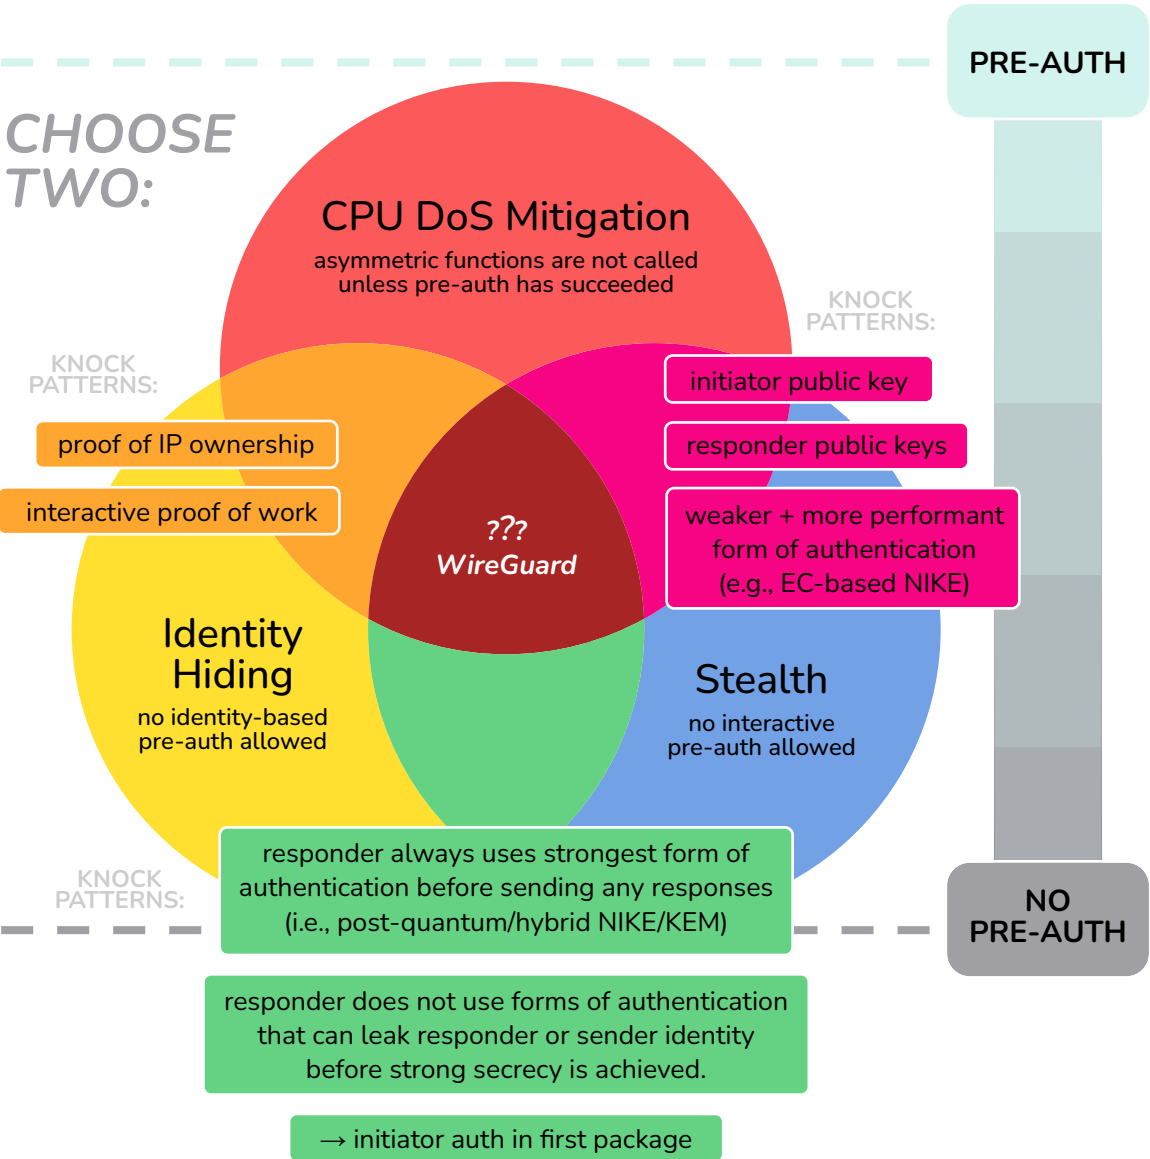 PRE-AUTH
CHOOSE
TWO:
CPU DoS Mitigation
asymmetric functions are not called
unless pre-auth has succeeded
KNOCK
PATTERNS:
initiator public key
responder public keys
weaker + more performant
form of authentication
(e.g., EC-based NIKE)
KNOCK
PATTERNS:
proof of IP ownership
interactive proof of work
???
WireGuard
Identity
Hiding
no identity-based
pre-auth allowed
Stealth
no interactive
pre-auth allowed
KNOCK
PATTERNS:
responder always uses strongest form of
authentication before sending any responses
(i.e., post-quantum/hybrid NIKE/KEM)
NO
PRE-AUTH
responder does not use forms of authentication
that can leak responder or sender identity
before strong secrecy is achieved.
→ initiator auth in first package